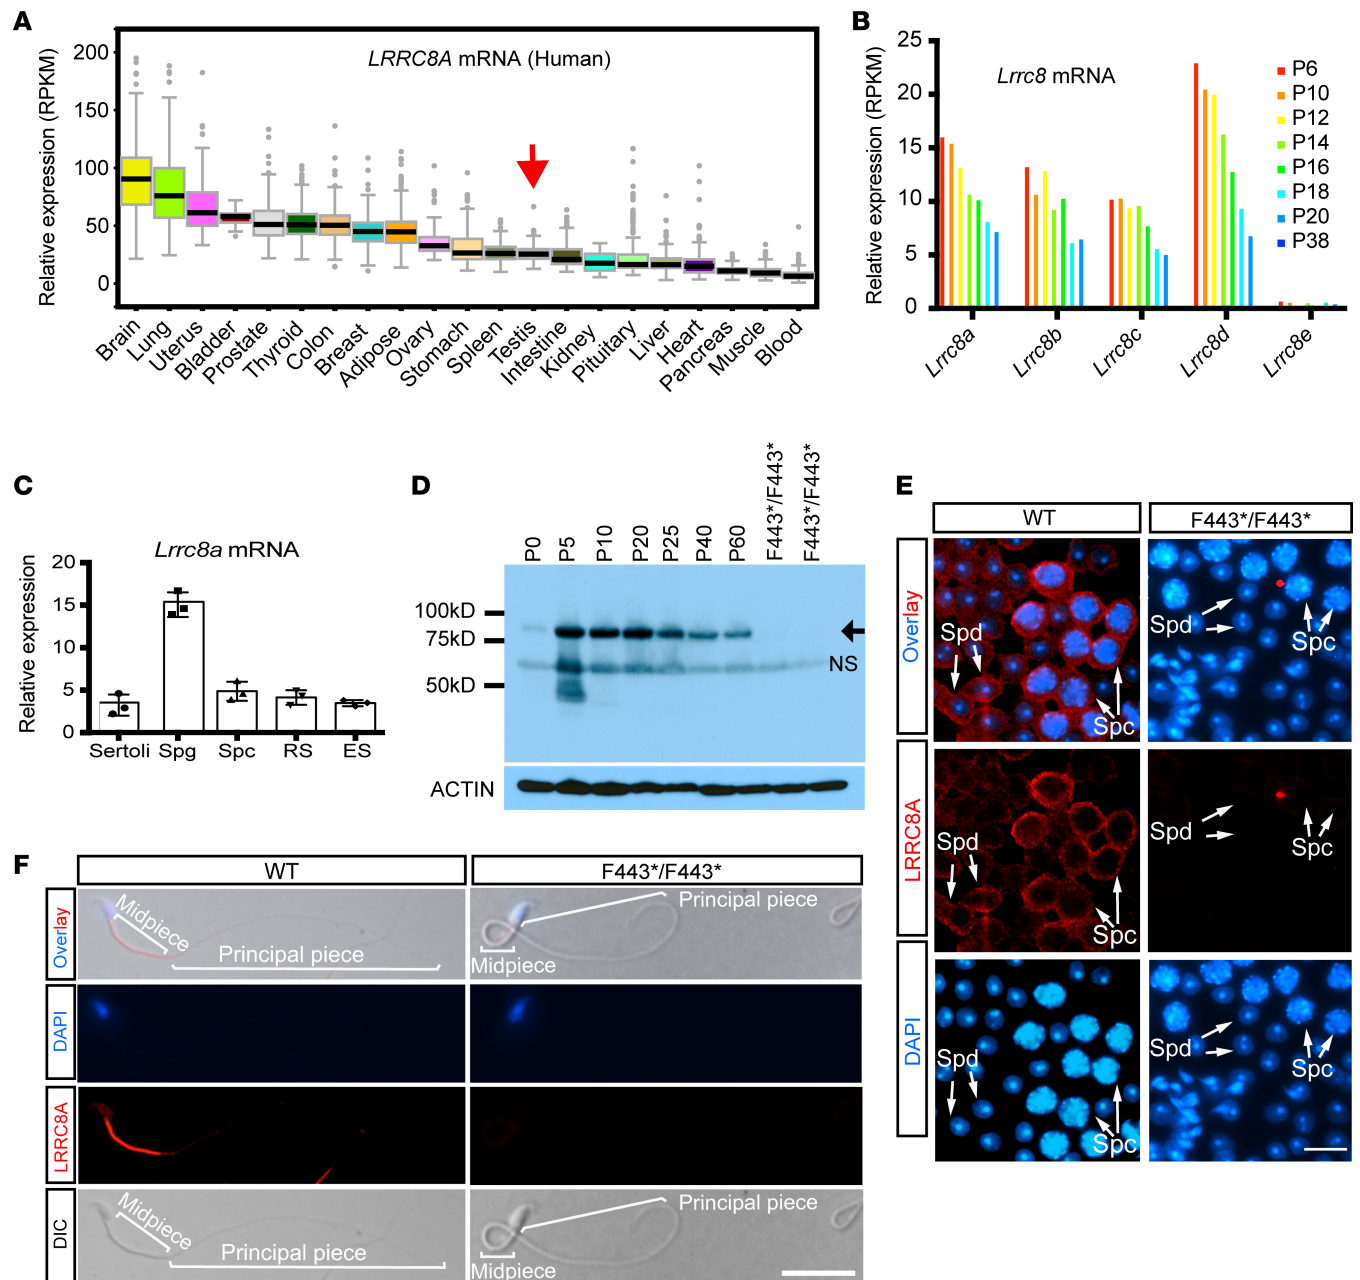 A
LRRC8A mRNA (Human)
Relative expression (RPKM)
200
150
100
50
0
Brain
Lung
Uterus
Bladder
Prostate
Thyroid
Colon
Breast
Adipose
Ovary
Stomach
Spleen
Testis
Intestine
Kidney
Pituitary
Liver
Heart
Pancreas
Muscle
Blood
B
Lrrc8 mRNA
Relative expression (RPKM)
25
20
15
10
5
0
P6
P10
P12
P14
P16
P18
P20
P38
Lrrc8a
Lrrc8b
Lrrc8c
Lrrc8d
Lrrc8e
C
Lrrc8a mRNA
Relative expression
20
15
10
5
0
Sertoli
Spg
Spc
RS
ES
D
P0
P5
P10
P20
P25
P40
P60
F443*/F443*
F443*/F443*
100kD
75kD
50kD
NS
ACTIN
E
WT
F443*/F443*
Overlay
Spd
Spc
Spd
Spc
LRRC8A
Spd
Spc
Spd
Spc
DAPI
Spd
Spc
Spd
Spc
F
WT
F443*/F443*
Overlay
Midpiece
Principal piece
Principal piece
Midpiece
DAPI
LRRC8A
DIC
Midpiece
Principal piece
Principal piece
Midpiece